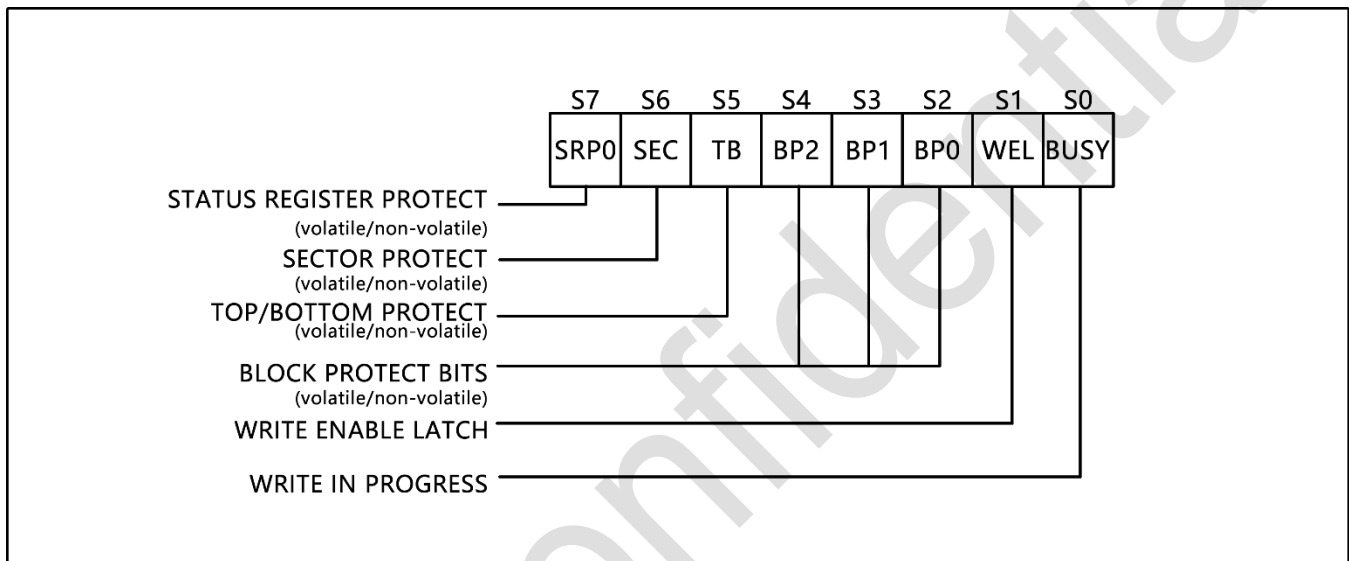 S7 S6 S5 S4 S3 S2 S1 S0
SRP0 SEC TB BP2 BP1 BP0 WEL BUSY
STATUS REGISTER PROTECT
(volatile/non-volatile)
SECTOR PROTECT
(volatile/non-volatile)
TOP/BOTTOM PROTECT
(volatile/non-volatile)
BLOCK PROTECT BITS
(volatile/non-volatile)
WRITE ENABLE LATCH
WRITE IN PROGRESS
onfidentia